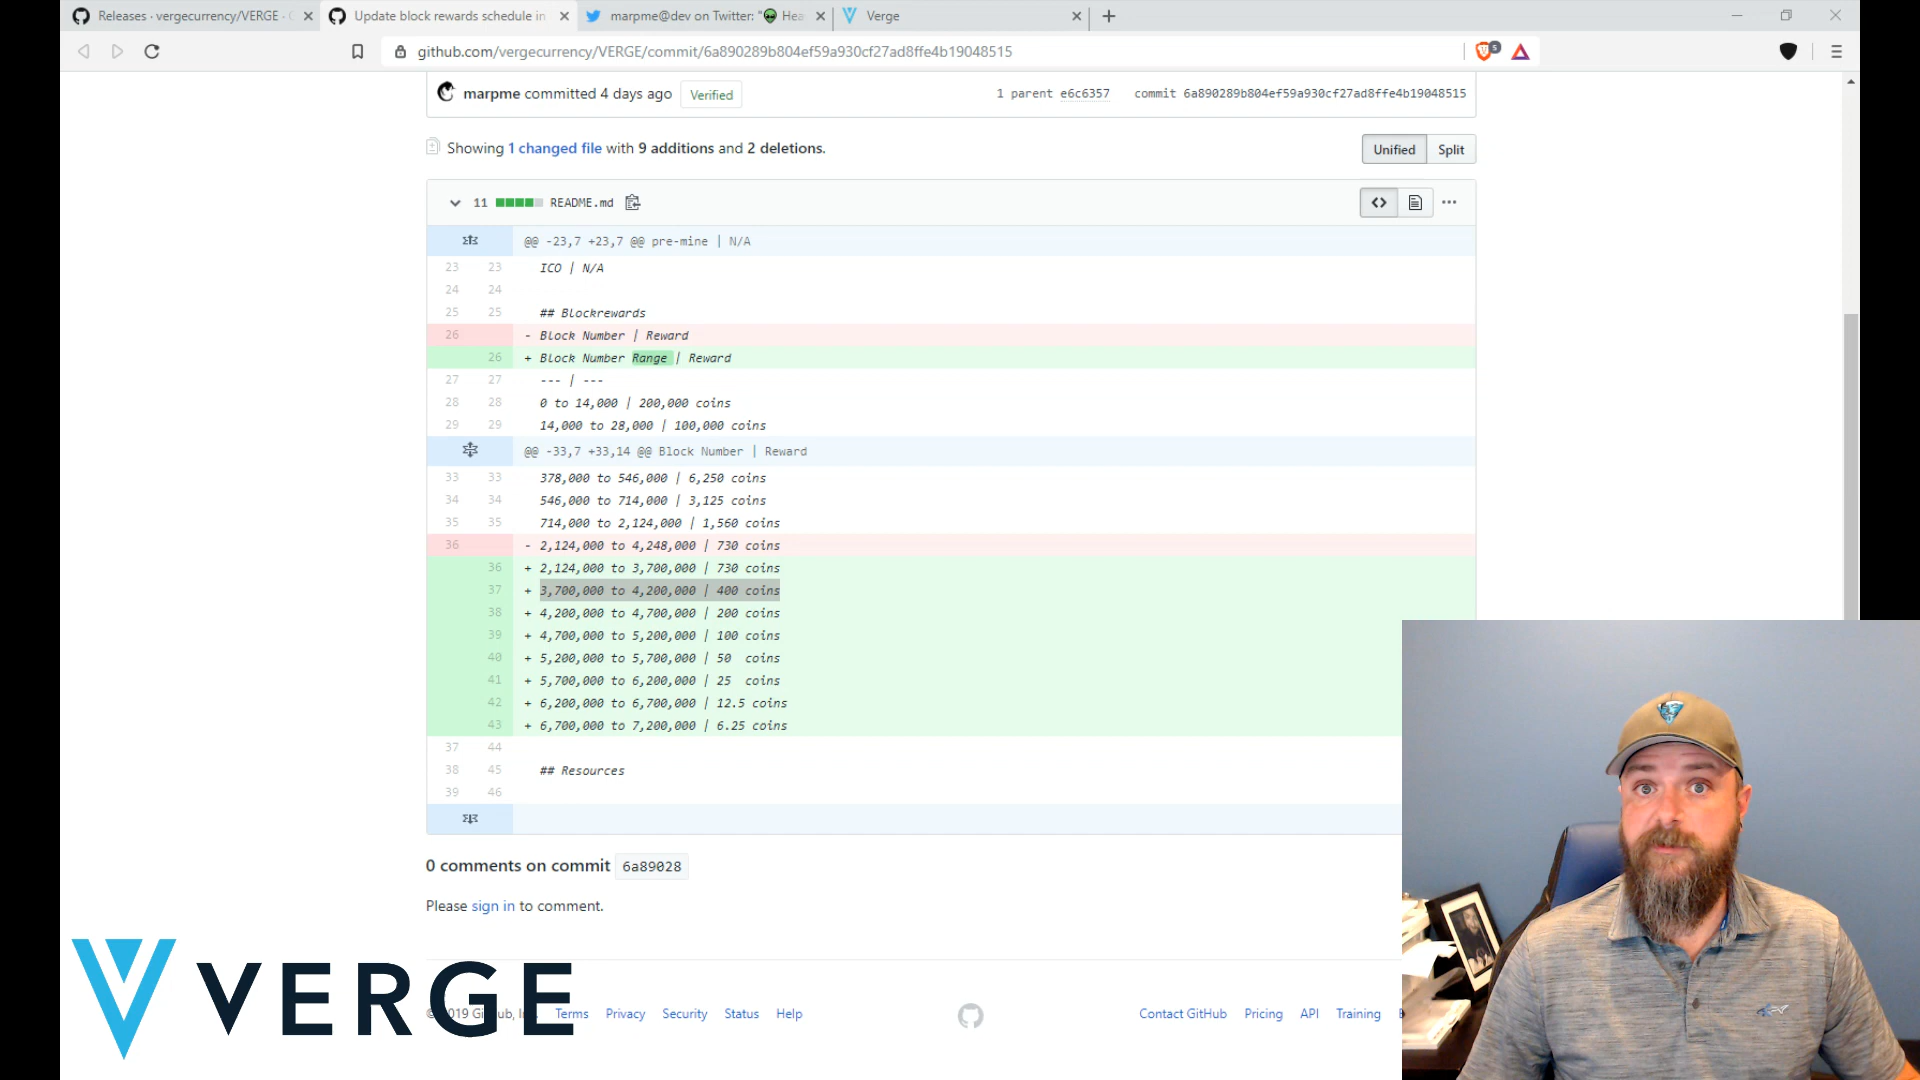 Releases · vergecurrency/VERGE ·
Update block rewards schedule in
marpme@dev on Twitter: "👽 Hea
Verge
github.com/vergecurrency/VERGE/commit/6a890289b804ef59a930cf27ad8ffe4b19048515
5
marpme committed 4 days ago
Verified
1 parent e6c6357 commit 6a890289b804ef59a930cf27ad8ffe4b19048515
Showing 1 changed file with 9 additions and 2 deletions.
Unified
Split
11 README.md
@@ -23,7 +23,7 @@ pre-mine | N/A
23 23 ICO | N/A
24 24
25 25 ## Blockrewards
26 - Block Number | Reward
26 + Block Number Range | Reward
27 27 --- | ---
28 28 0 to 14,000 | 200,000 coins
29 29 14,000 to 28,000 | 100,000 coins
@@ -33,7 +33,14 @@ Block Number | Reward
33 33 378,000 to 546,000 | 6,250 coins
34 34 546,000 to 714,000 | 3,125 coins
35 35 714,000 to 2,124,000 | 1,560 coins
36 - 2,124,000 to 4,248,000 | 730 coins
36 + 2,124,000 to 3,700,000 | 730 coins
37 + 3,700,000 to 4,200,000 | 400 coins
38 + 4,200,000 to 4,700,000 | 200 coins
39 + 4,700,000 to 5,200,000 | 100 coins
40 + 5,200,000 to 5,700,000 | 50 coins
41 + 5,700,000 to 6,200,000 | 25 coins
42 + 6,200,000 to 6,700,000 | 12.5 coins
43 + 6,700,000 to 7,200,000 | 6.25 coins
37 44
38 45 ## Resources
39 46
0 comments on commit 6a89028
Please sign in to comment.
VERGE
Terms Privacy Security Status Help
Contact GitHub Pricing API Training